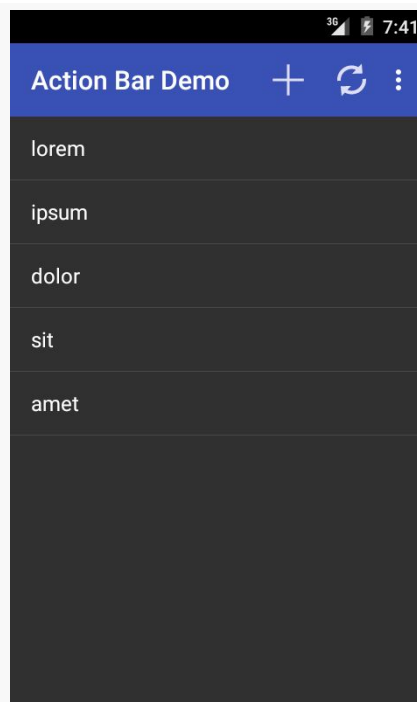 3G 7:41
Action Bar Demo
lorem
ipsum
dolor
sit
amet